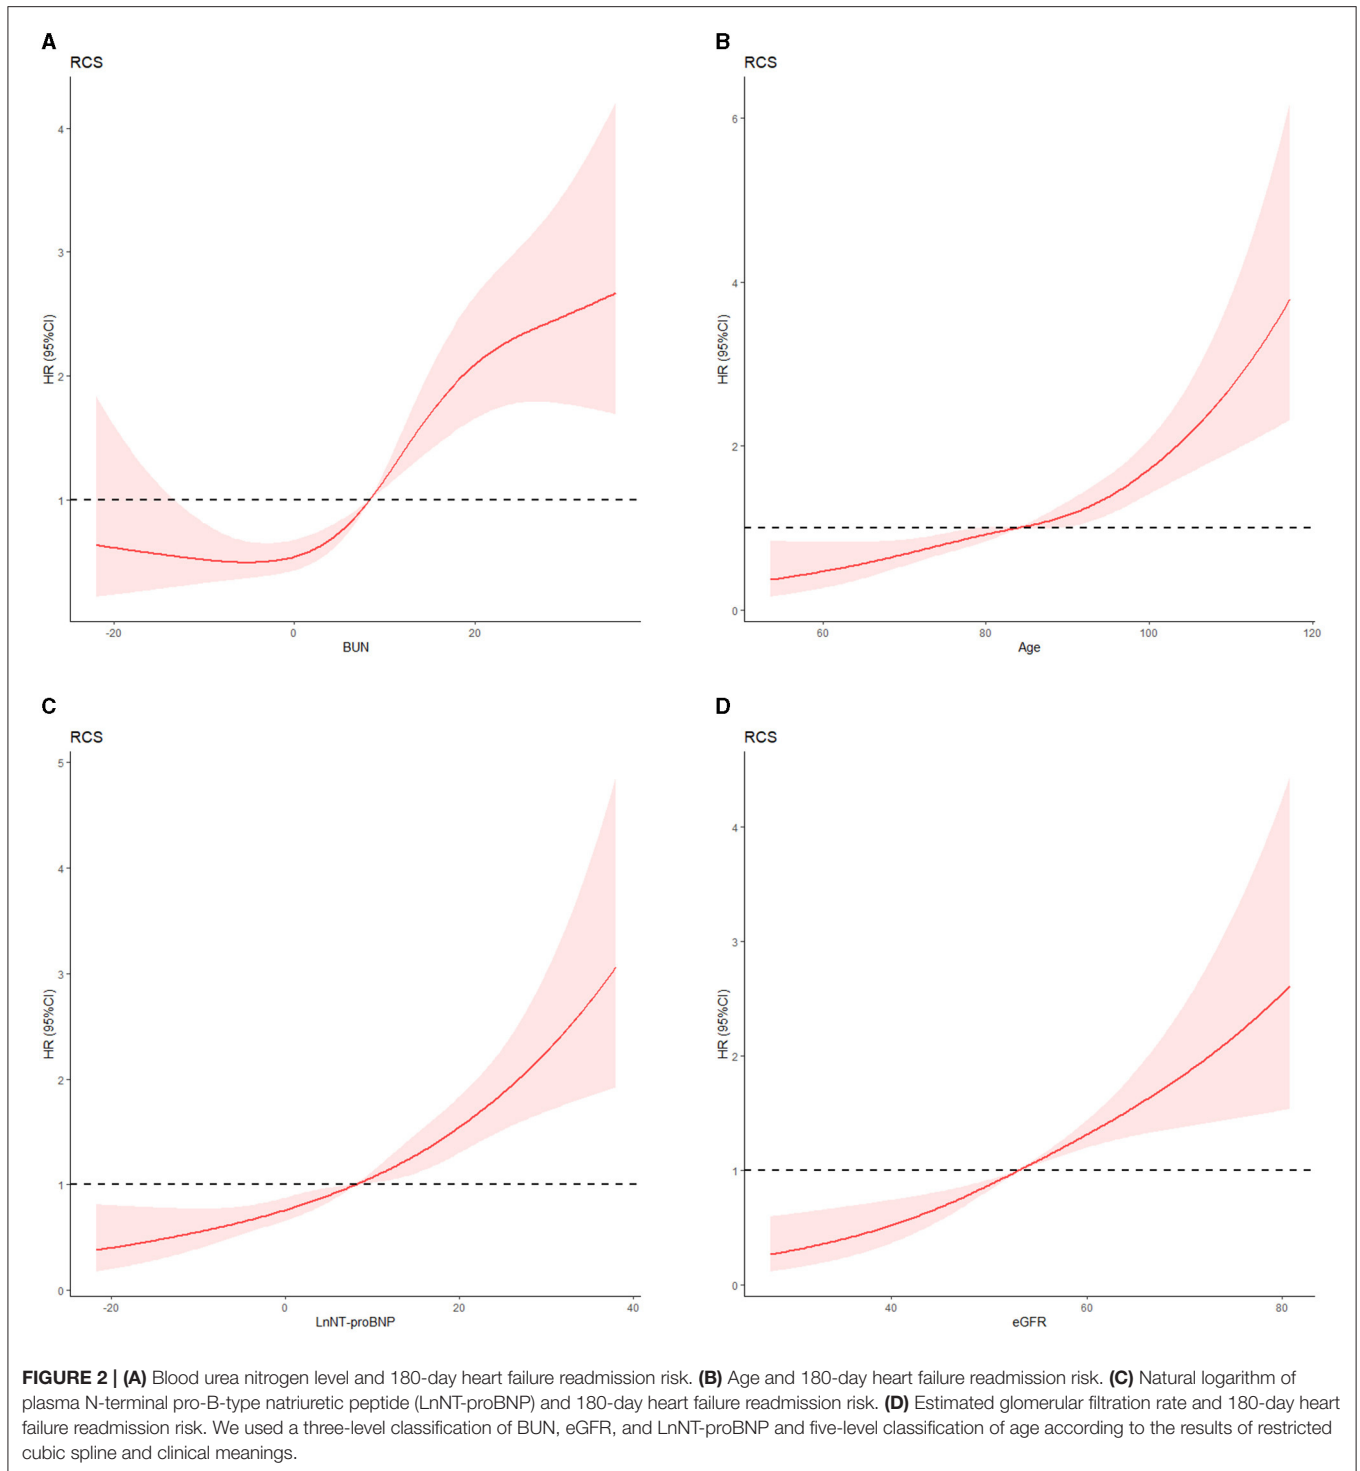 A
RCS
4
3
2
1
HR (95%CI)
-20
0
20
BUN
B
RCS
6
4
2
0
HR (95%CI)
60
80
100
120
Age
C
RCS
5
4
3
2
1
0
HR (95%CI)
-20
0
20
40
LnNT-proBNP
D
RCS
4
3
2
1
0
HR (95%CI)
40
60
80
eGFR
FIGURE 2 | (A) Blood urea nitrogen level and 180-day heart failure readmission risk. (B) Age and 180-day heart failure readmission risk. (C) Natural logarithm of
plasma N-terminal pro-B-type natriuretic peptide (LnNT-proBNP) and 180-day heart failure readmission risk. (D) Estimated glomerular filtration rate and 180-day heart
failure readmission risk. We used a three-level classification of BUN, eGFR, and LnNT-proBNP and five-level classification of age according to the results of restricted
cubic spline and clinical meanings.